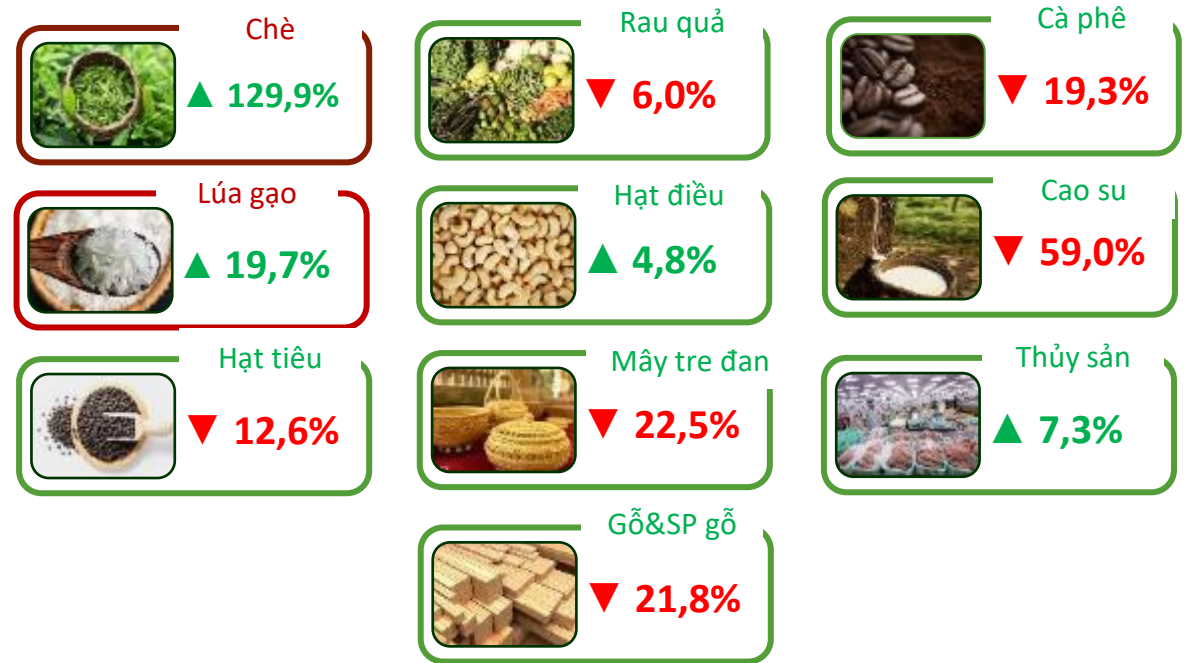 Chè
▲ 129,9%
Rau quả
▼ 6,0%
Cà phê
▼ 19,3%
Lúa gạo
▲ 19,7%
Hạt điều
▲ 4,8%
Cao su
▼ 59,0%
Hạt tiêu
▼ 12,6%
Mây tre đan
▼ 22,5%
Thủy sản
▲ 7,3%
Gỗ&SP gỗ
▼ 21,8%